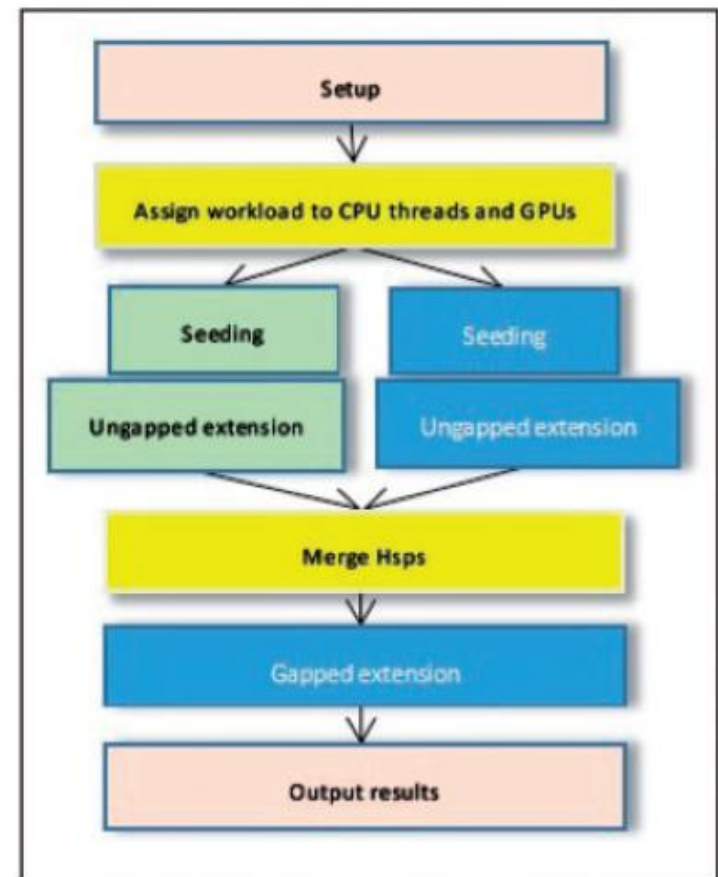 Setup
Assign workload to CPU threads and GPUs
Seeding
Seeding
Ungapped extension
Ungapped extension
Merge Hsps
Gapped extension
Output results